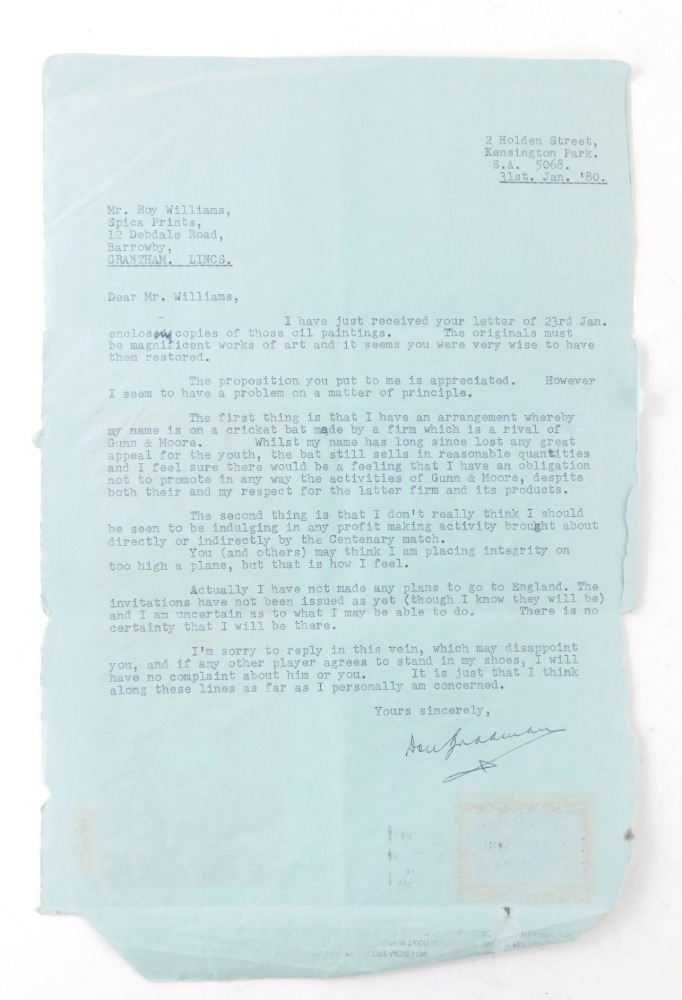 2 Holden Street,
Kensington Park.
S.A. 5068.
31st. Jan. '80.
Mr. Roy Williams,
Spica Prints,
12 Debdale Road,
Barrowby,
GRANTHAM. LINCS.
Dear Mr. Williams,
I have just received your letter of 23rd Jan.
enclosing copies of those oil paintings. The originals must
be magnificent works of art and it seems you were very wise to have
them restored.
The proposition you put to me is appreciated. However
I seem to have a problem on a matter of principle.
The first thing is that I have an arrangement whereby
my name is on a cricket bat made by a firm which is a rival of
Gunn & Moore. Whilst my name has long since lost any great
appeal for the youth, the bat still sells in reasonable quantities
and I feel sure there would be a feeling that I have an obligation
not to promote in any way the activities of Gunn & Moore, despite
both their and my respect for the latter firm and its products.
The second thing is that I don't really think I should
be seen to be indulging in any profit making activity brought about
directly or indirectly by the Centenary match.
You (and others) may think I am placing integrity on
too high a plane, but that is how I feel.
Actually I have not made any plans to go to England. The
invitations have not been issued as yet (though I know they will be)
and I am uncertain as to what I may be able to do. There is no
certainty that I will be there.
I'm sorry to reply in this vein, which may disappoint
you, and if any other player agrees to stand in my shoes, I will
have no complaint about him or you. It is just that I think
along these lines as far as I personally am concerned.
Yours sincerely,
Don Bradman